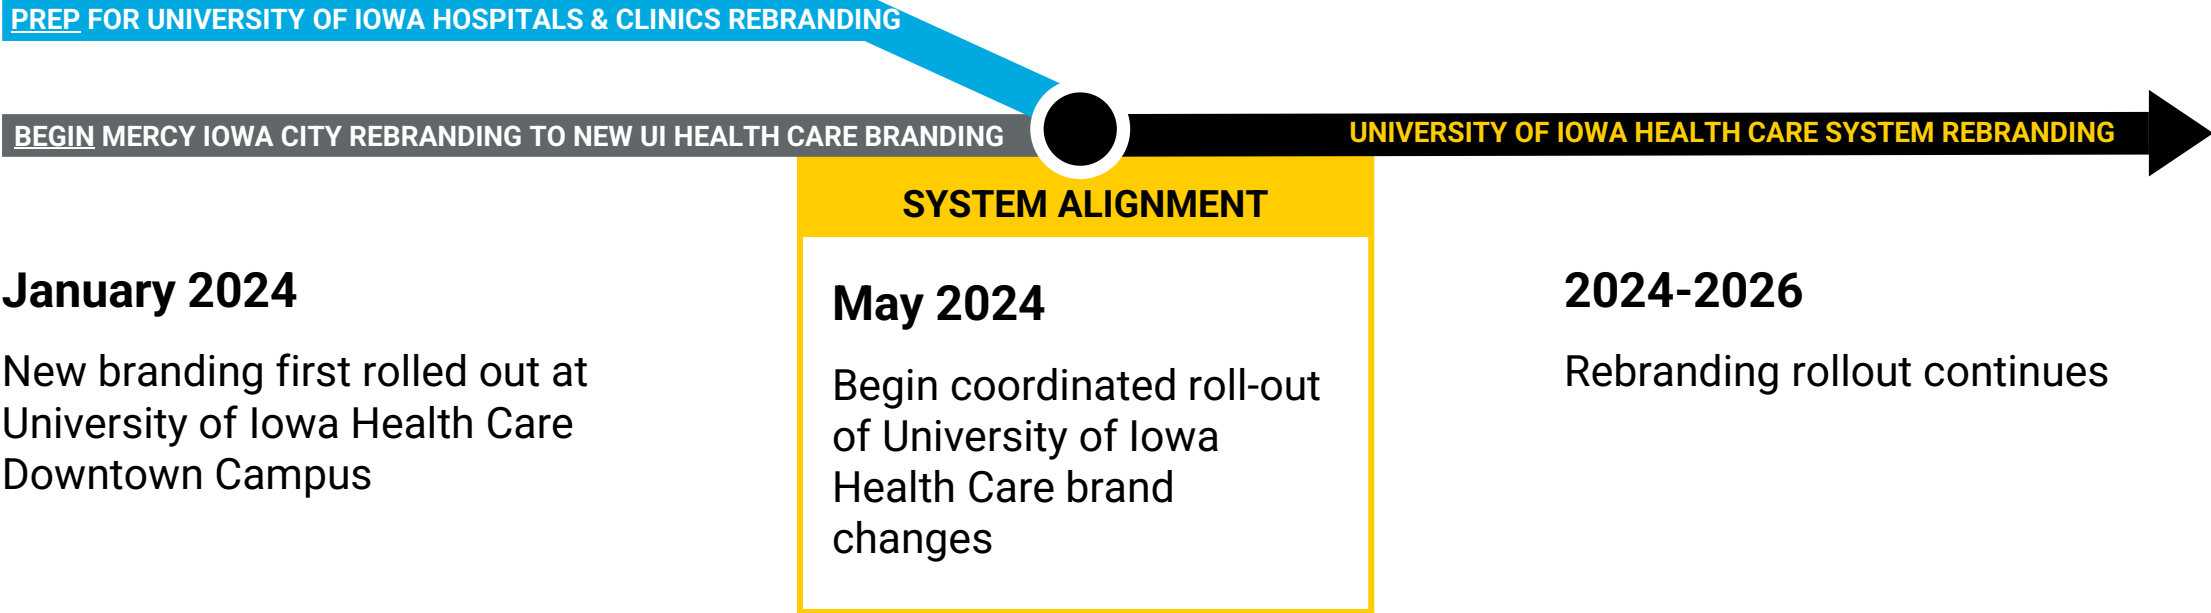 PREP FOR UNIVERSITY OF IOWA HOSPITALS & CLINICS REBRANDING
BEGIN MERCY IOWA CITY REBRANDING TO NEW UI HEALTH CARE BRANDING
UNIVERSITY OF IOWA HEALTH CARE SYSTEM REBRANDING
SYSTEM ALIGNMENT
January 2024
New branding first rolled out at
University of Iowa Health Care
Downtown Campus
May 2024
Begin coordinated roll-out
of University of Iowa
Health Care brand
changes
2024-2026
Rebranding rollout continues